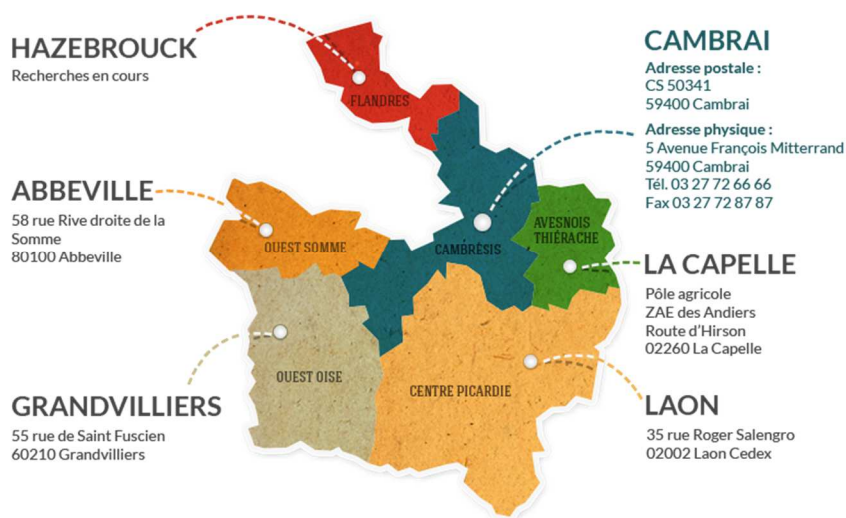 HAZEBROUCK
Recherches en cours
ABBEVILLE
58 rue Rive droite de la
Somme
80100 Abbeville
GRANDVILLIERS
55 rue de Saint Fuscien
60210 Grandvilliers
FLANDRES
OUEST SOMME
CAMBRÉSIS
AVESNOIS
THIÉRACHE
OUEST OISE
CENTRE PICARDIE
CAMBRAI
Adresse postale :
CS 50341
59400 Cambrai
Adresse physique :
5 Avenue François Mitterrand
59400 Cambrai
Tél. 03 27 72 66 66
Fax 03 27 72 87 87
LA CAPELLE
Pôle agricole
ZAE des Andiers
Route d'Hirson
02260 La Capelle
LAON
35 rue Roger Salengro
02002 Laon Cedex